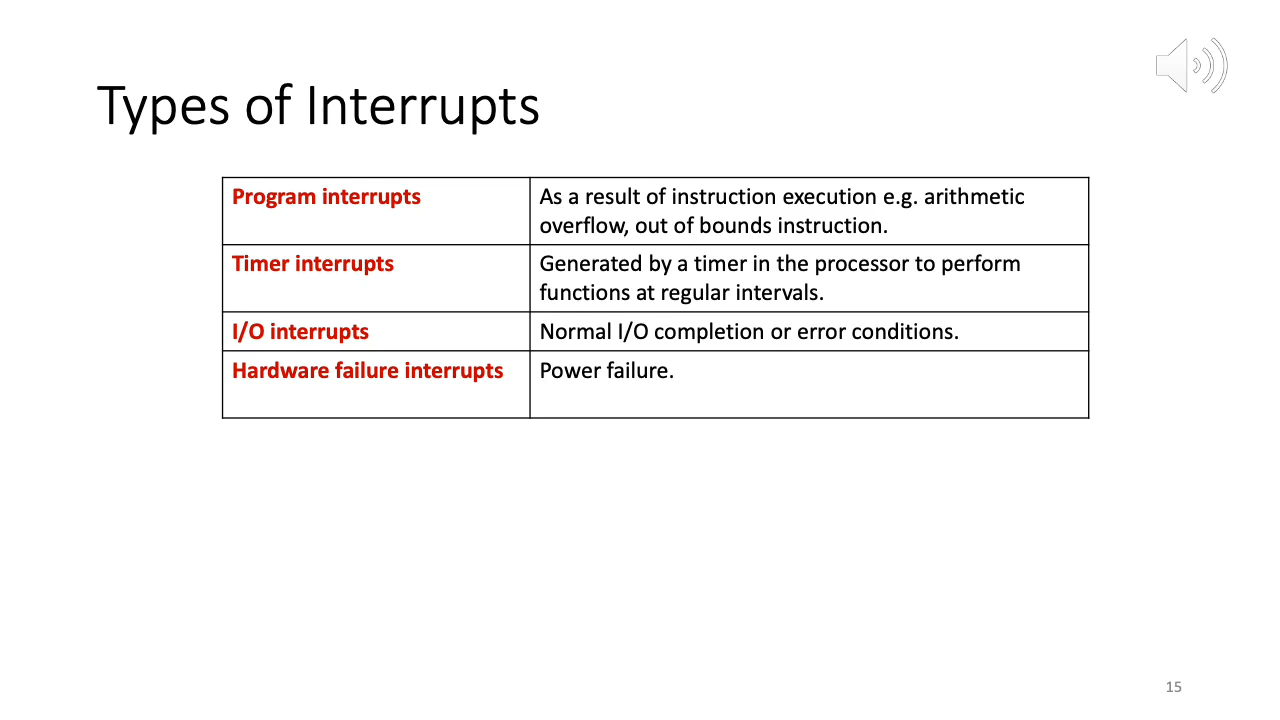 Types of Interrupts
Program interrupts
As a result of instruction execution e.g. arithmetic
overflow, out of bounds instruction.
Timer interrupts
Generated by a timer in the processor to perform
functions at regular intervals.
I/O interrupts
Normal I/O completion or error conditions.
Hardware failure interrupts
Power failure.
15